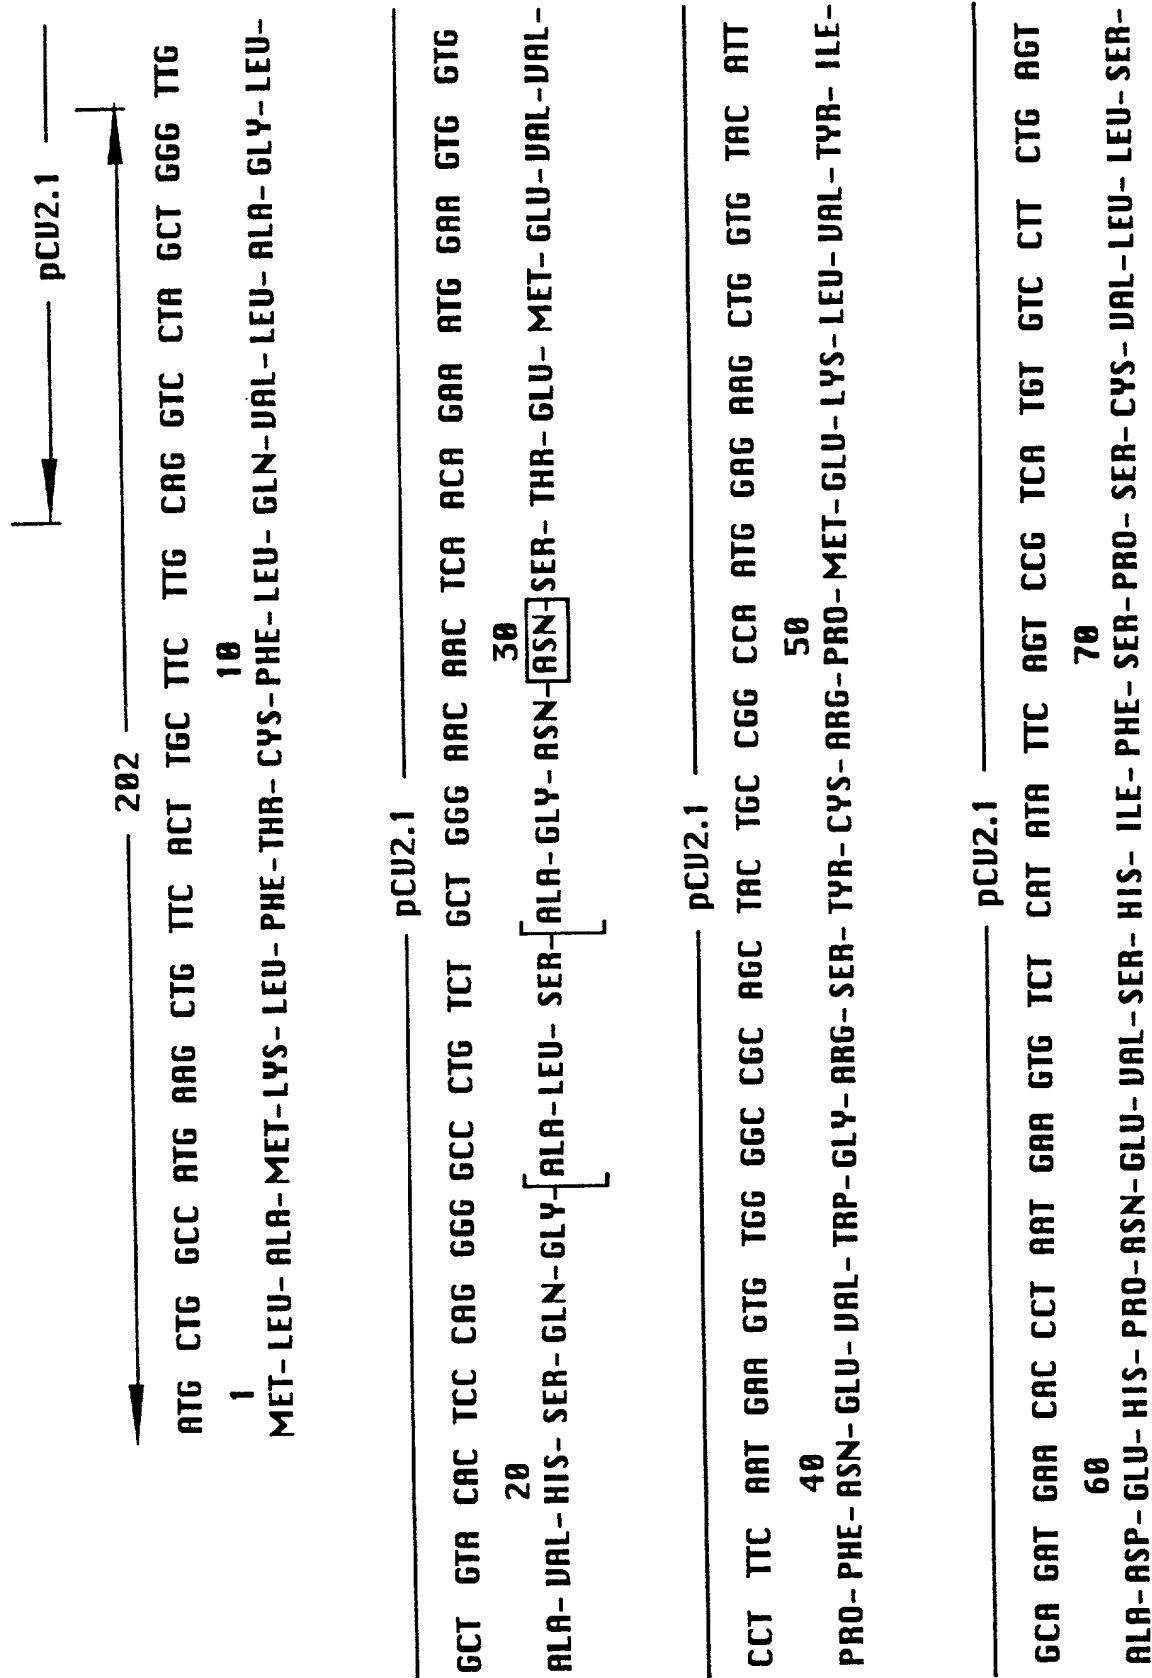 pCV2.1
202
ATG CTG GCC ATG AAG CTG TTC ACT TGC TTC TTG CAG GTC CTA GCT GGG TTG
1 10
MET-LEU-ALA-MET-LYS-LEU-PHE-THR-CYS-PHE-LEU-GLN-VAL-LEU-ALA-GLY-LEU-
pCV2.1
GCT GTA CAC TCC CAG GGG GCC CTG TCT GCT GGG AAC AAC TCA ACA GAA ATG GAA GTG GTG
20 30
ALA-VAL-HIS-SER-GLN-GLY-[ALA-LEU-SER-[ALA-GLY-ASN-ASN-SER-THR-GLU-MET-GLU-VAL-VAL-
pCV2.1
CCT TTC AAT GAA GTG TGG GGC CGC AGC TAC TGC CGG CCA ATG GAG AAG CTG GTG TAC ATT
40 50
PRO-PHE-ASN-GLU-VAL-TRP-GLY-ARG-SER-TYR-CYS-ARG-PRO-MET-GLU-LYS-LEU-VAL-TYR-ILE-
pCV2.1
GCA GAT GAA CAC CCT AAT GAA GTG TCT CAT ATA TTC AGT CCG TCA TGT GTC CTT CTG AGT
60 70
ALA-ASP-GLU-HIS-PRO-ASN-GLU-VAL-SER-HIS-ILE-PHE-SER-PRO-SER-CYS-VAL-LEU-LEU-SER-